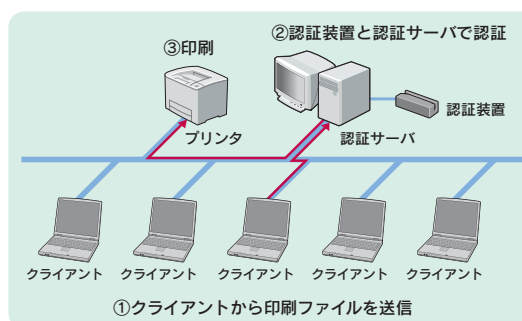 ②認証装置と認証サーバで認証
③印刷
認証装置
プリンタ
認証サーバ
クライアント
クライアント
クライアント
クライアント
クライアント
①クライアントから印刷ファイルを送信